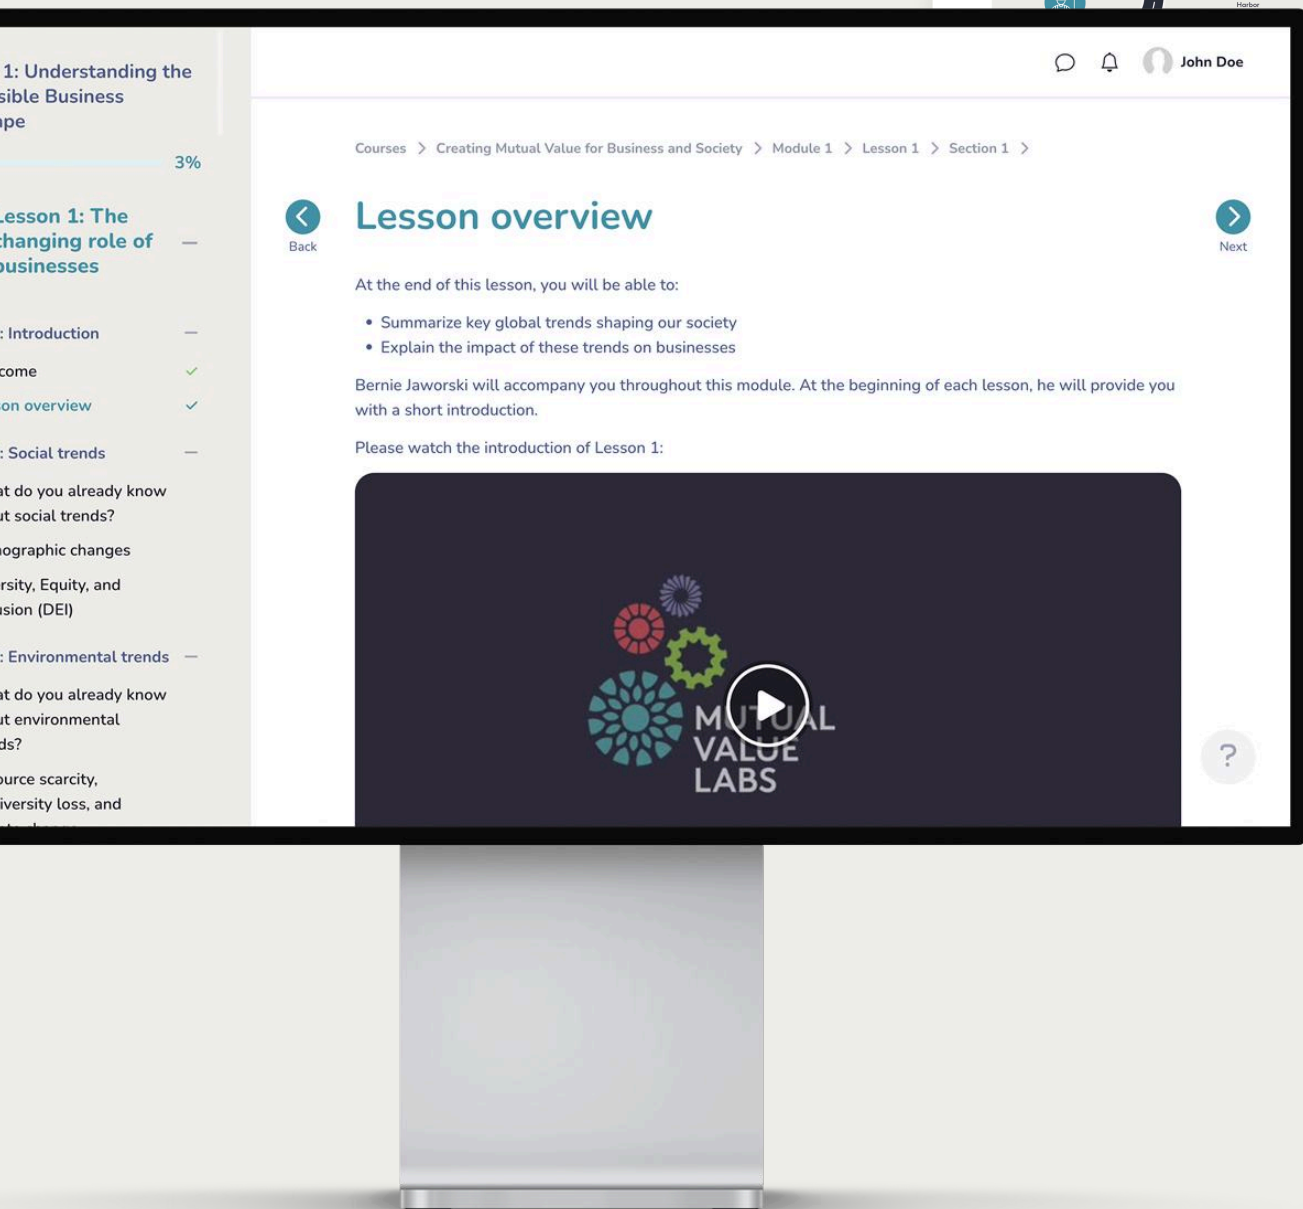 Harbor
John Doe
1: Understanding the
sible Business
ape
3%
Lesson 1: The
changing role of
businesses
: Introduction
come
son overview
: Social trends
at do you already know
ut social trends?
nographic changes
rsity, Equity, and
usion (DEI)
: Environmental trends
at do you already know
ut environmental
ds?
ource scarcity,
iversity loss, and
Courses > Creating Mutual Value for Business and Society > Module 1 > Lesson 1 > Section 1 >
Back
Lesson overview
Next
At the end of this lesson, you will be able to:
• Summarize key global trends shaping our society
• Explain the impact of these trends on businesses
Bernie Jaworski will accompany you throughout this module. At the beginning of each lesson, he will provide you
with a short introduction.
Please watch the introduction of Lesson 1:
MUTUAL
VALUE
LABS
?